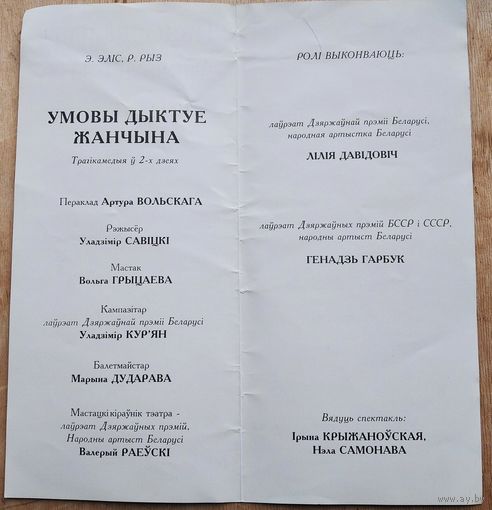 Э. ЭЛІС, Р. РЫЗ
УМОВЫ ДЫКТУЕ
ЖАНЧЫНА
Трагікамедыя ў 2-х дзеях
Пераклад Артура ВОЛЬСКАГА
Рэжысёр
Уладзімір САВІЦКІ
Мастак
Вольга ГРЫЦАЕВА
Кампазітар
лаўрэат Дзяржаўнай прэміі Беларусі
Уладзімір КУР'ЯН
Балетмайстар
Марына ДУДАРАВА
Мастацкі кіраўнік тэатра -
лаўрэат Дзяржаўных прэмій,
Народны артыст Беларусі
Валерый РАЕЎСКІ
РОЛІ ВЫКОНВАЮЦЬ:
лаўрэат Дзяржаўнай прэміі Беларусі,
народная артыстка Беларусі
ЛІЛІЯ ДАВІДОВІЧ
лаўрэат Дзяржаўных прэмій БССР і СССР,
народны артыст Беларусі
ГЕНАДЗЬ ГАРБУК
Вядуць спектакль:
Ірына КРЫЖАНОЎСКАЯ,
Нэла САМОНАВА
www.ay.by